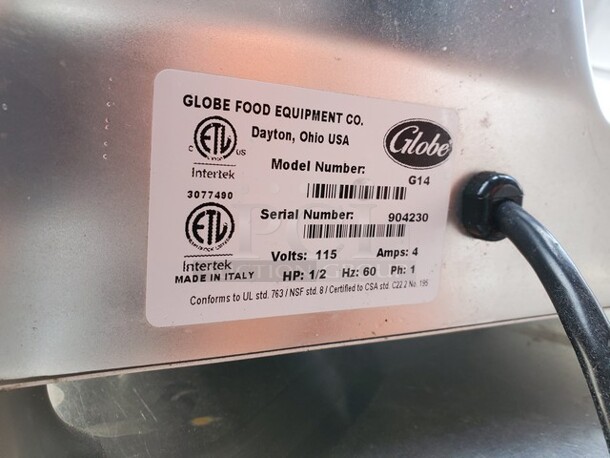 GLOBE FOOD EQUIPMENT CO.
Dayton, Ohio USA
Globe
C ETL US
Intertek
3077490
ETL
Intertek
MADE IN ITALY
Model Number:
G14
Serial Number: 904230
Volts: 115 Amps: 4
HP: 1/2 Hz: 60 Ph: 1
Conforms to UL std. 763 / NSF std. 8 / Certified to CSA std. C22.2 No. 195